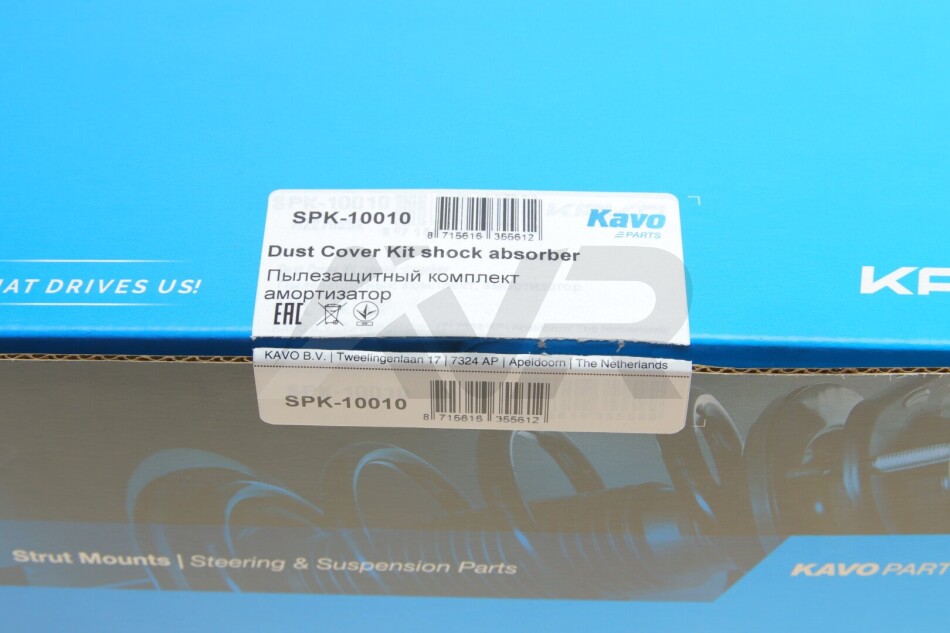 SPK-10010
8 715616 355612
Kavo
PARTS
Dust Cover Kit shock absorber
Пылезащитный комплект
амортизатор
EAC
HAT DRIVES US!
KAVO B.V. | Tweelingenlaan 17 | 7324 AP | Apeldoorn | The Netherlands
SPK-10010
8 715616 355612
AVR
Strut Mounts | Steering & Suspension Parts
KAVO PART